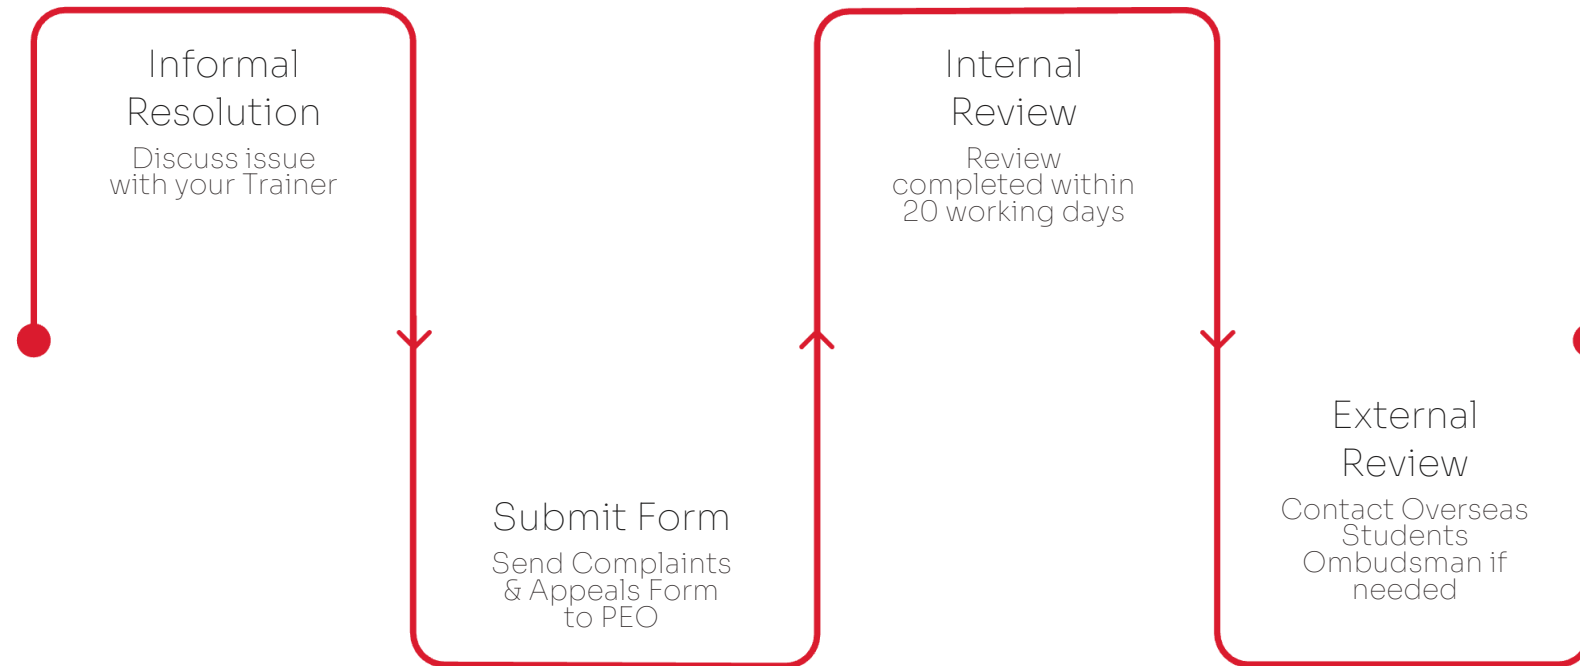 Informal
Resolution
Discuss issue
with your Trainer
Submit Form
Send Complaints
& Appeals Form
to PEO
Internal
Review
Review
completed within
20 working days
External
Review
Contact Overseas
Students
Ombudsman if
needed